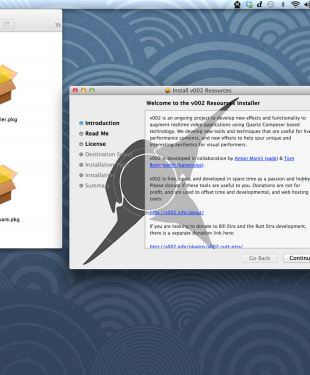 Install v002 Resources
Welcome to the v002 Resources Installer
ler.pkg
ware.pkg
Introduction
Read Me
License
Destination Select
Installation
Installation
Summary
v002 is an ongoing project to develop new effects and functionality to
augment realtime video applications using Quartz Composer based
technology. We develop new tools and techniques that are useful for live
performance contexts, and new effects to help spur unique and
interesting aesthetics for visual performers.
v002 is developed in collaboration by Anton Marini (vade) & Tom
v002 is free, open, and developed in spare time as a passion and hobby.
Please donate if these tools are useful to you. Donations are not for
profit, and are used to offset time and developmental, and web hosting
costs:
http://v002.info/about/
If you are looking to donate to Bill Etra and the Rutt Etra development,
there is a separate donation link here:
http://v002.info/plugins/v002-rutt-etra/
Go Back
Continu